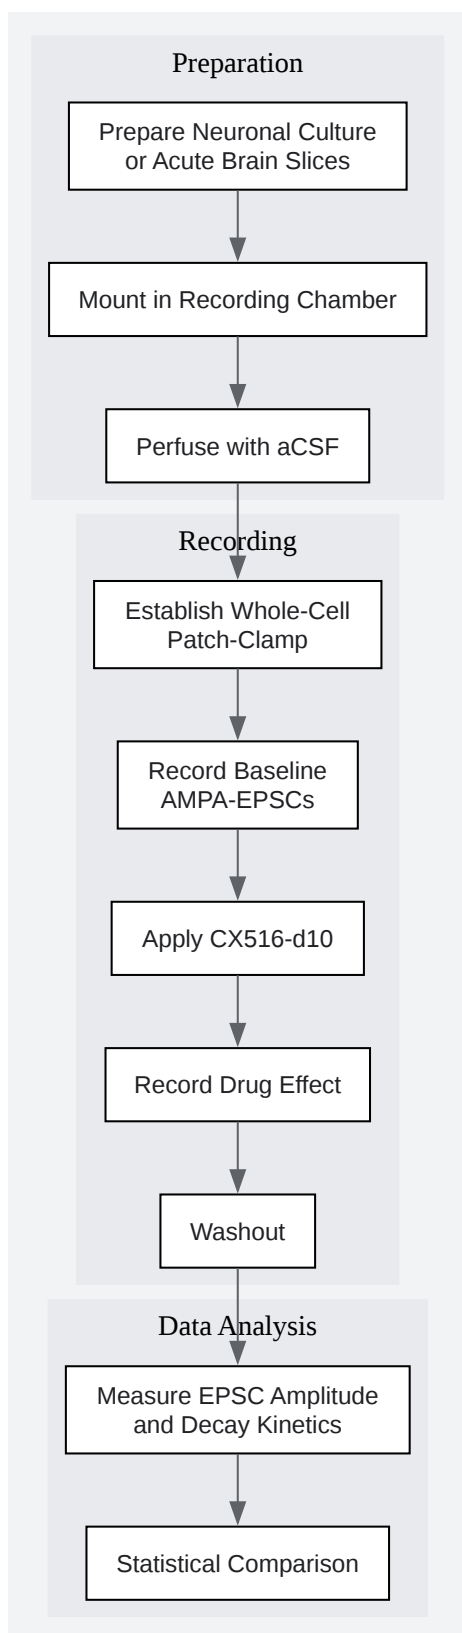 Preparation
Prepare Neuronal Culture
or Acute Brain Slices
Mount in Recording Chamber
Perfuse with aCSF
Recording
Establish Whole-Cell
Patch-Clamp
Record Baseline
AMPA-EPSCs
Apply CX516-d10
Record Drug Effect
Washout
Data Analysis
Measure EPSC Amplitude
and Decay Kinetics
Statistical Comparison